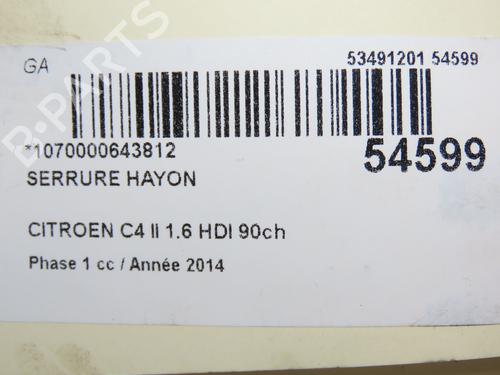 GA
53491201 54599
*1070000643812
54599
SERRURE HAYON
CITROEN C4 II 1.6 HDI 90ch
Phase 1 cc / Année 2014
B-PARTS